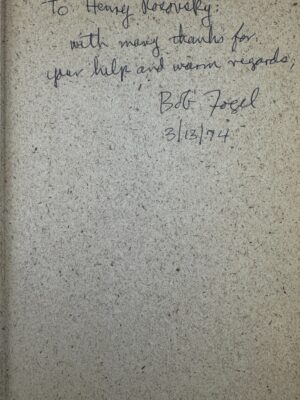 To Henry Rosovsky:
with many thanks for
your help and warm regards,
Bob Fogel
3/13/74